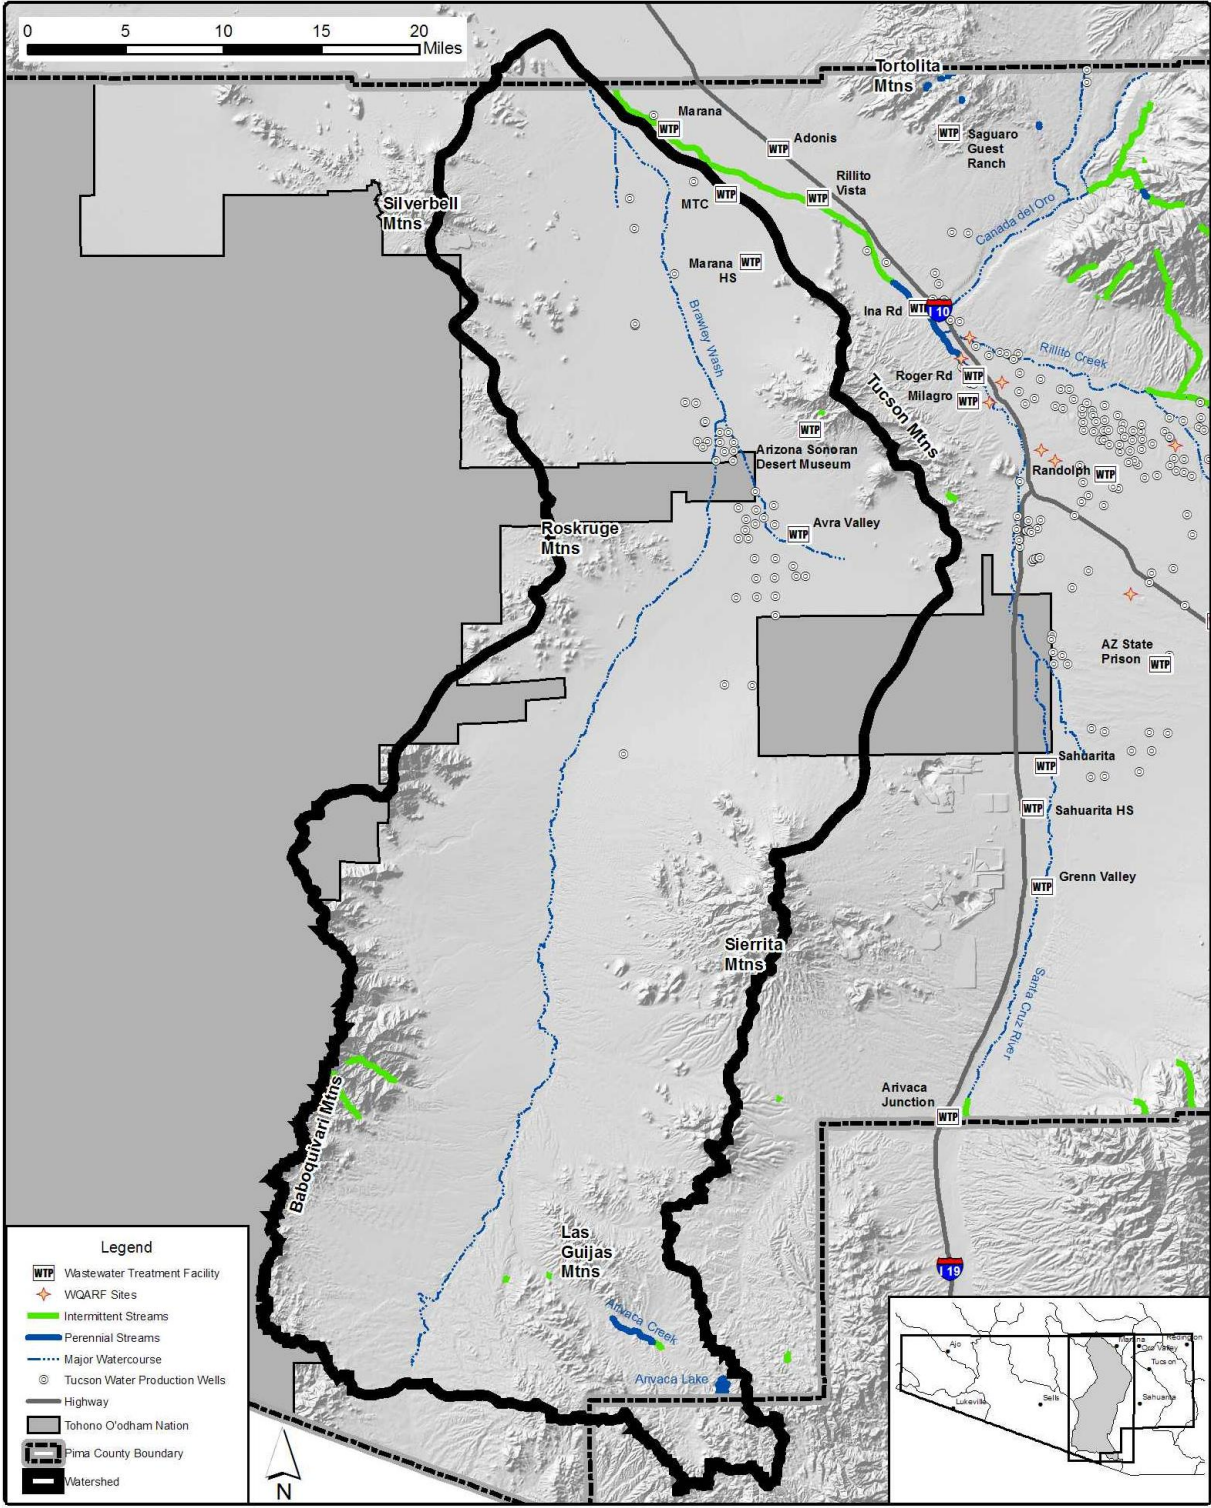 0 5 10 15 20
Miles
Tortolita
Mtns
Marana
WTP
Adonis
WTP
WTP
Saguaro
Guest
Ranch
Rillito
Vista
WTP
MTC
WTP
Silverbell
Mtns
Canada del Oro
Marana
HS
WTP
Ina Rd
WTP
I 10
Brawley Wash
Rillito Creek
Roger Rd
WTP
Milagro
WTP
Tucson Mtns
WTP
Arizona Sonoran
Desert Museum
Randolph
WTP
Roskruge
Mtns
Avra Valley
WTP
AZ State
Prison
WTP
Sahuarita
WTP
WTP
Sahuarita HS
Grenn Valley
WTP
Sierrita
Mtns
Santa Cruz River
Arivaca
Junction
WTP
Baboquivari Mtns
Las
Guijas
Mtns
I 19
Arivaca Creek
Arivaca Lake
Legend
WTP Wastewater Treatment Facility
WQARF Sites
Intermittent Streams
Perennial Streams
Major Watercourse
Tucson Water Production Wells
Highway
Tohono O'odham Nation
Pima County Boundary
Watershed
N
Ajo
Marana
Redington
Oro Valley
Tucson
Sells
Sahuarita
Lukeville